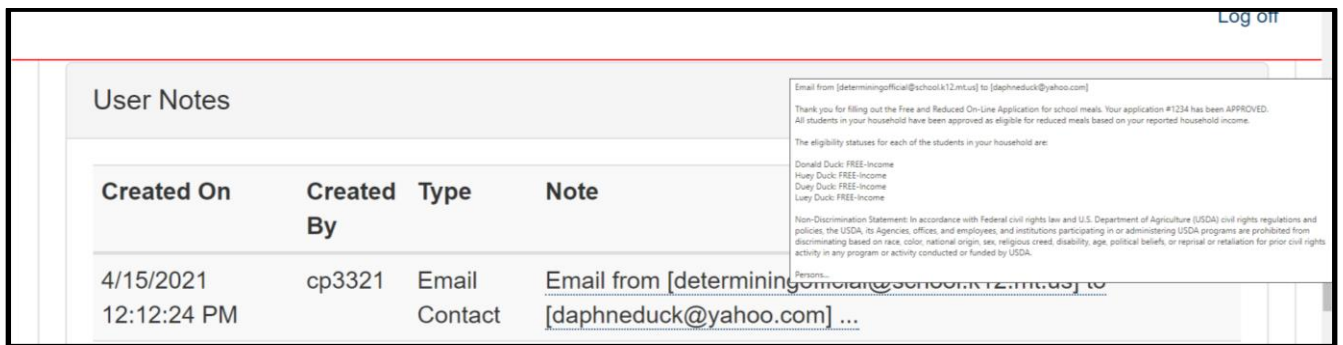 Log off
User Notes
Created On
Created By
Type
Note
4/15/2021
12:12:24 PM
cp3321
Email
Contact
Email from [determiningofficial@school.k12.mt.us] to
[daphneduck@yahoo.com] ...
Email from [determiningofficial@school.k12.mt.us] to [daphneduck@yahoo.com]
Thank you for filling out the Free and Reduced On-Line Application for school meals. Your application #1234 has been APPROVED.
All students in your household have been approved as eligible for reduced meals based on your reported household income.
The eligibility statuses for each of the students in your household are:
Donald Duck: FREE-Income
Huey Duck: FREE-Income
Duey Duck: FREE-Income
Luey Duck: FREE-Income
Non-Discrimination Statement: In accordance with Federal civil rights law and U.S. Department of Agriculture (USDA) civil rights regulations and
policies, the USDA, its Agencies, offices, and employees, and institutions participating in or administering USDA programs are prohibited from
discriminating based on race, color, national origin, sex, religious creed, disability, age, political beliefs, or reprisal or retaliation for prior civil rights
activity in any program or activity conducted or funded by USDA.
Persons...